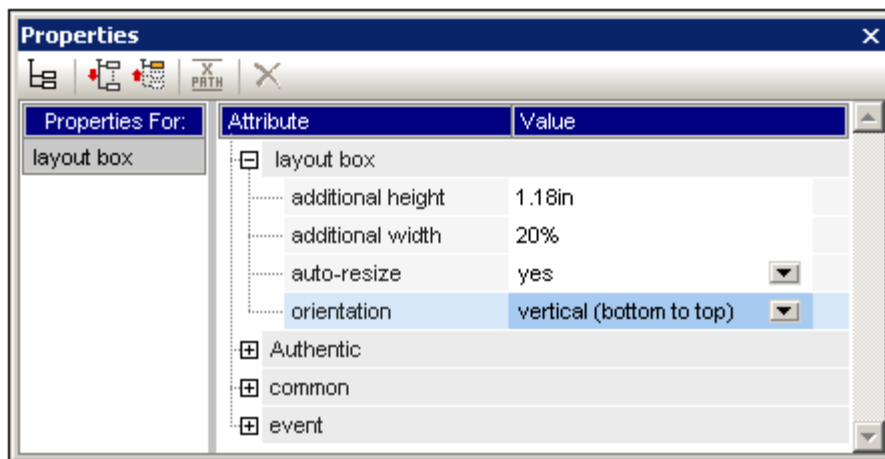 Properties
X PATH
Properties For: Attribute Value
layout box layout box
additional height 1.18in
additional width 20%
auto-resize yes
orientation vertical (bottom to top)
Authentic
common
event